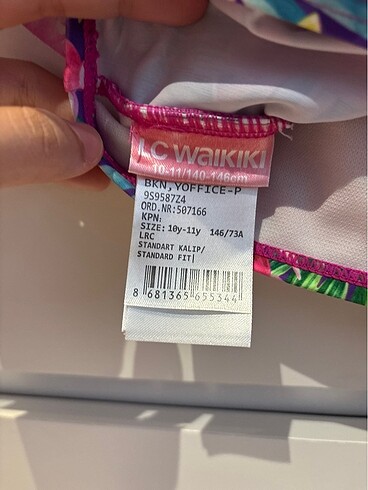 LC WAIKIKI
10-11/140-146cm
BKN,YOFFICE-P
9S9587Z4
ORD.NR:507166
KPN:
SIZE: 10y-11y 146/73A
LRC
STANDART KALIP/
STANDARD FIT|
8 681365 655344